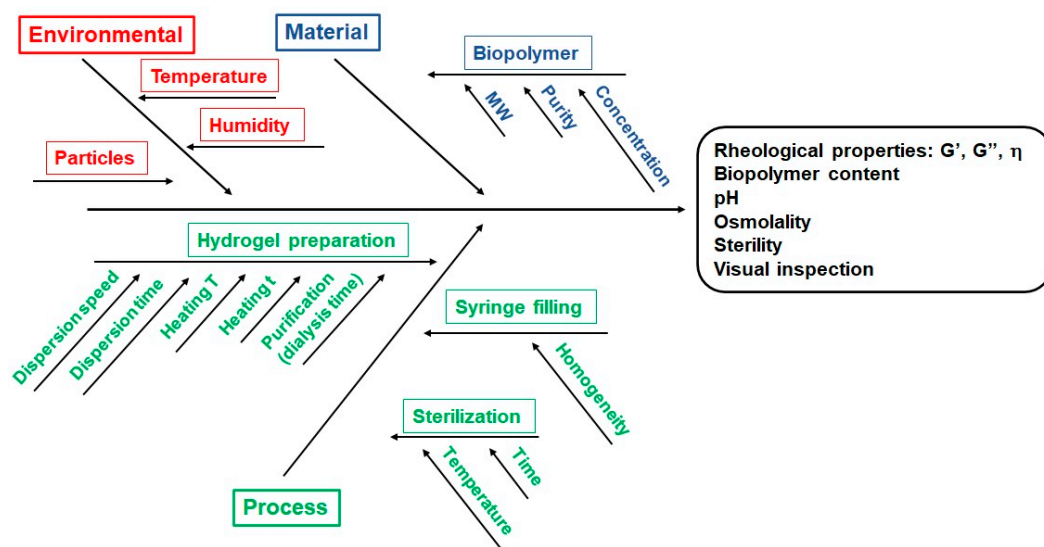 Environmental
Material
Biopolymer
Temperature
MW
Purity
Concentration
Humidity
Particles
Rheological properties: G’, G’’, η
Biopolymer content
pH
Osmolality
Sterility
Visual inspection
Hydrogel preparation
Dispersion speed
Dispersion time
Heating T
Heating t
Purification
(dialysis time)
Syringe filling
Homogeneity
Sterilization
Temperature
Time
Process